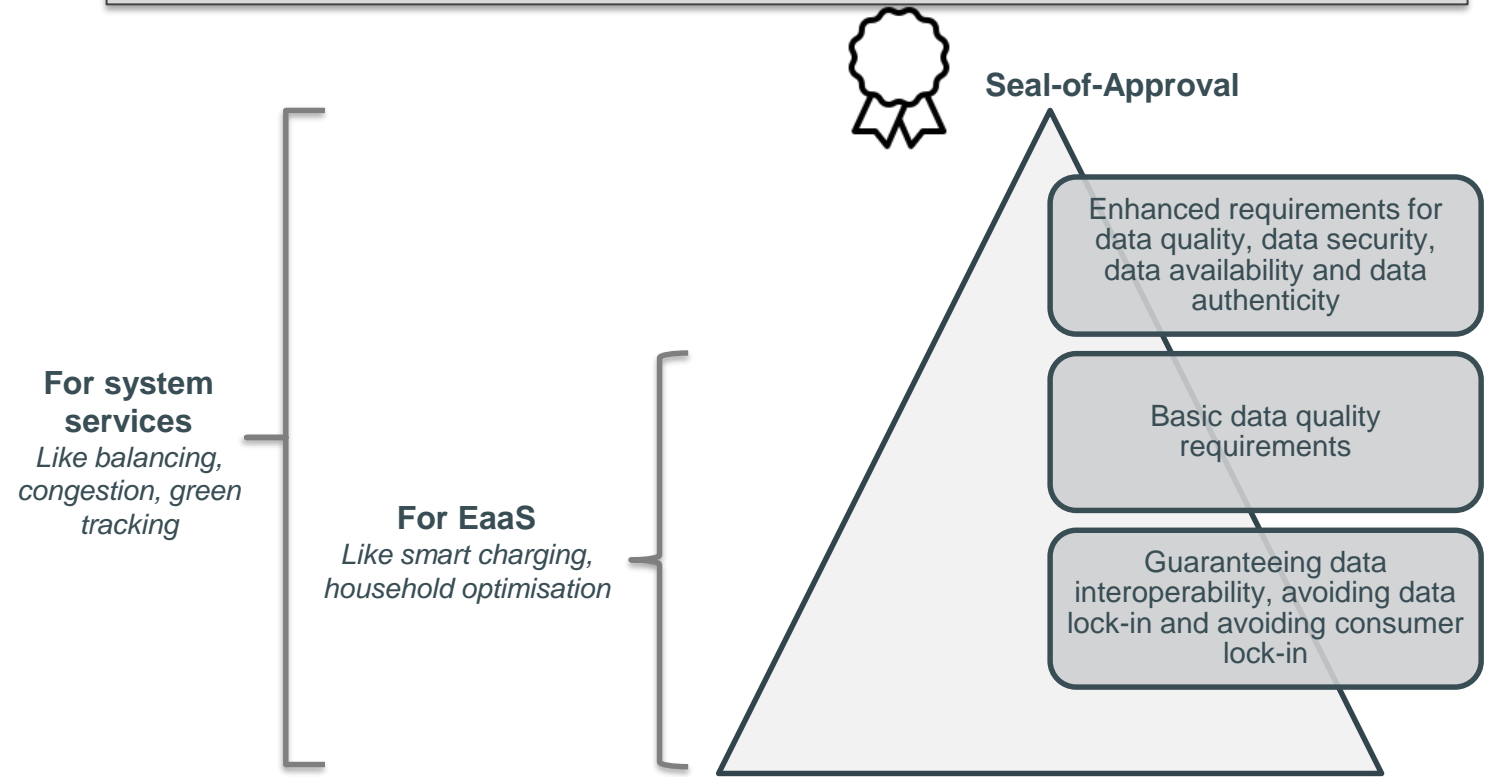 Seal-of-Approval
Enhanced requirements for
data quality, data security,
data availability and data
authenticity
For system
services
Like balancing,
congestion, green
tracking
Basic data quality
requirements
For EaaS
Like smart charging,
household optimisation
Guaranteeing data
interoperability, avoiding data
lock-in and avoiding consumer
lock-in